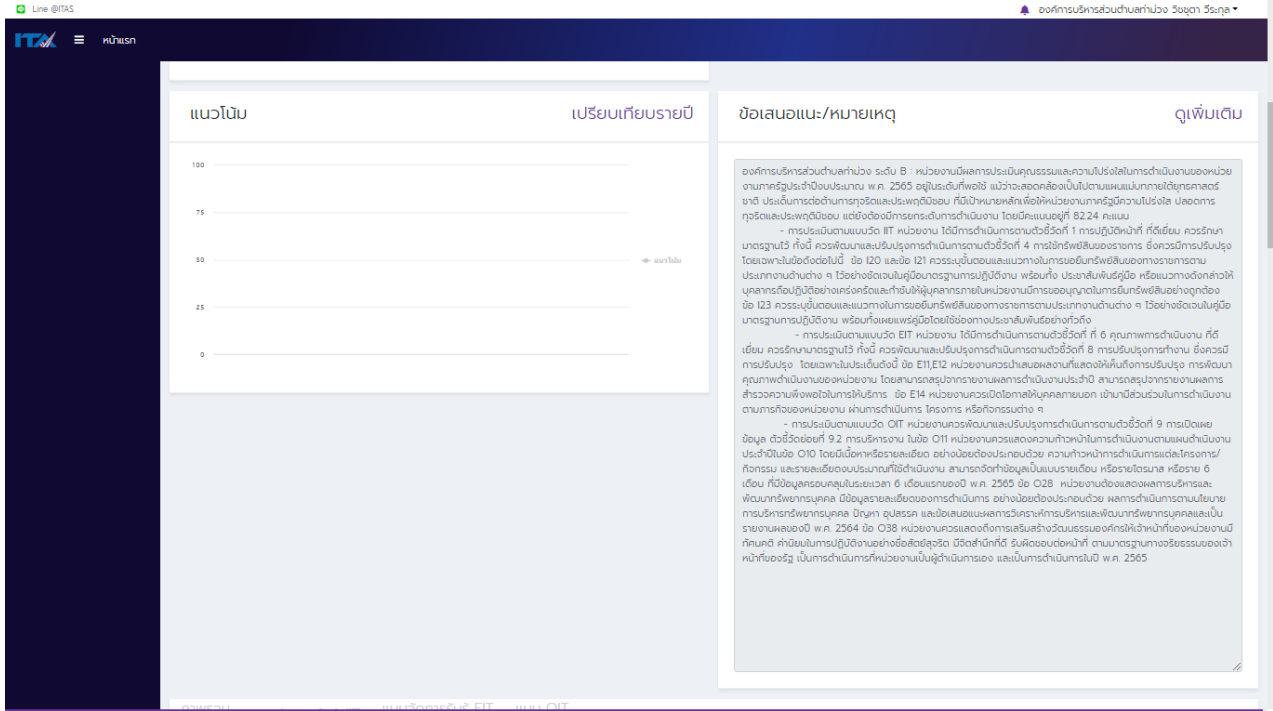 Line @ITAS
องค์การบริหารส่วนตำบลท่าม่วง วิชชุตา วีระกุล
ITA
หน้าแรก
แนวโน้ม
เปรียบเทียบรายปี
100
75
50
25
0
แนวโน้ม
ข้อเสนอแนะ/หมายเหตุ
ดูเพิ่มเติม
องค์การบริหารส่วนตำบลท่าม่วง ระดับ B : หน่วยงานมีผลการประเมินคุณธรรมและความโปร่งใสในการดำเนินงานของหน่วย
งานภาครัฐประจำปีงบประมาณ พ.ศ. 2565 อยู่ในระดับที่พอใช้ แม้ว่าจะสอดคล้องเป็นไปตามแผนแม่บทภายใต้ยุทธศาสตร์
ชาติ ประเด็นการต่อต้านการทุจริตและประพฤติมิชอบ ที่มีเป้าหมายหลักเพื่อให้หน่วยงานภาครัฐมีความโปร่งใส ปลอดการ
ทุจริตและประพฤติมิชอบ แต่ยังต้องมีการยกระดับการดำเนินงาน โดยมีคะแนนอยู่ที่ 82.24 คะแนน
- การประเมินตามแบบวัด IIT หน่วยงาน ได้มีการดำเนินการตามตัวชี้วัดที่ 1 การปฏิบัติหน้าที่ ที่ดีเยี่ยม ควรรักษา
มาตรฐานไว้ ทั้งนี้ ควรพัฒนาและปรับปรุงการดำเนินการตามตัวชี้วัดที่ 4 การใช้ทรัพย์สินของราชการ ซึ่งควรมีการปรับปรุง
โดยเฉพาะในข้อดังต่อไปนี้ ข้อ I20 และข้อ I21 ควรระบุขั้นตอนและแนวทางในการขอยืมทรัพย์สินของทางราชการตาม
ประเภทงานด้านต่าง ๆ ไว้อย่างชัดเจนในคู่มือมาตรฐานการปฏิบัติงาน พร้อมทั้ง ประชาสัมพันธ์คู่มือ หรือแนวทางดังกล่าวให้
บุคลากรถือปฏิบัติอย่างเคร่งครัดและกำชับให้ผู้บุคลากรภายในหน่วยงานมีการขออนุญาตในการยืมทรัพย์สินอย่างถูกต้อง
ข้อ I23 ควรระบุขั้นตอนและแนวทางในการขอยืมทรัพย์สินของทางราชการตามประเภทงานด้านต่าง ๆ ไว้อย่างชัดเจนในคู่มือ
มาตรฐานการปฏิบัติงาน พร้อมทั้งเผยแพร่คู่มือโดยใช้ช่องทางประชาสัมพันธ์อย่างทั่วถึง
- การประเมินตามแบบวัด EIT หน่วยงาน ได้มีการดำเนินการตามตัวชี้วัดที่ ที่ 6 คุณภาพการดำเนินงาน ที่ดี
เยี่ยม ควรรักษามาตรฐานไว้ ทั้งนี้ ควรพัฒนาและปรับปรุงการดำเนินการตามตัวชี้วัดที่ 8 การปรับปรุงการทำงาน ซึ่งควรมี
การปรับปรุง โดยเฉพาะในประเด็นดังนี้ ข้อ E11,E12 หน่วยงานควรนำเสนอผลงานที่แสดงให้เห็นถึงการปรับปรุง การพัฒนา
คุณภาพดำเนินงานของหน่วยงาน โดยสามารถสรุปจากรายงานผลการดำเนินงานประจำปี สามารถสรุปจากรายงานผลการ
สำรวจความพึงพอใจในการให้บริการ ข้อ E14 หน่วยงานควรเปิดโอกาสให้บุคคลภายนอก เข้ามามีส่วนร่วมในการดำเนินงาน
ตามภารกิจของหน่วยงาน ผ่านการดำเนินการ โครงการ หรือกิจกรรมต่าง ๆ
- การประเมินตามแบบวัด OIT หน่วยงานควรพัฒนาและปรับปรุงการดำเนินการตามตัวชี้วัดที่ 9 การเปิดเผย
ข้อมูล ตัวชี้วัดย่อยที่ 9.2 การบริหารงาน ในข้อ O11 หน่วยงานควรแสดงความก้าวหน้าในการดำเนินงานตามแผนดำเนินงาน
ประจำปีในข้อ O10 โดยมีเนื้อหาหรือรายละเอียด อย่างน้อยต้องประกอบด้วย ความก้าวหน้าการดำเนินการแต่ละโครงการ/
กิจกรรม และรายละเอียดงบประมาณที่ใช้ดำเนินงาน สามารถจัดทำข้อมูลเป็นแบบรายเดือน หรือรายไตรมาส หรือราย 6
เดือน ที่มีข้อมูลครอบคลุมในระยะเวลา 6 เดือนแรกของปี พ.ศ. 2565 ข้อ O28 หน่วยงานต้องแสดงผลการบริหารและ
พัฒนาทรัพยากรบุคคล มีข้อมูลรายละเอียดของการดำเนินการ อย่างน้อยต้องประกอบด้วย ผลการดำเนินการตามนโยบาย
การบริหารทรัพยากรบุคคล ปัญหา อุปสรรค และข้อเสนอแนะผลการวิเคราะห์การบริหารและพัฒนาทรัพยากรบุคคลและเป็น
รายงานผลของปี พ.ศ. 2564 ข้อ O38 หน่วยงานควรแสดงถึงการเสริมสร้างวัฒนธรรมองค์กรให้เจ้าหน้าที่ของหน่วยงานมี
ทัศนคติ ค่านิยมในการปฏิบัติงานอย่างซื่อสัตย์สุจริต มีจิตสำนึกที่ดี รับผิดชอบต่อหน้าที่ ตามมาตรฐานทางจริยธรรมของเจ้า
หน้าที่ของรัฐ เป็นการดำเนินการที่หน่วยงานเป็นผู้ดำเนินการเอง และเป็นการดำเนินการในปี พ.ศ. 2565
ภาพรวม
แบบวัดการรับรู้ EIT
แบบ OIT